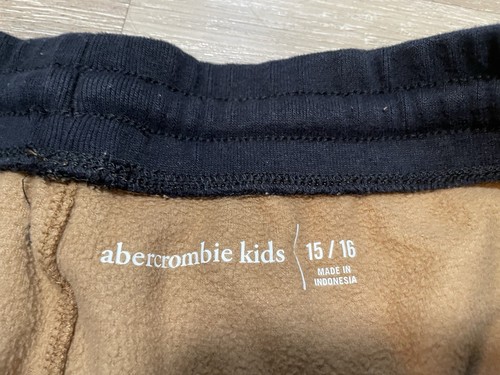 abercrombie kids
15 / 16
MADE IN
INDONESIA